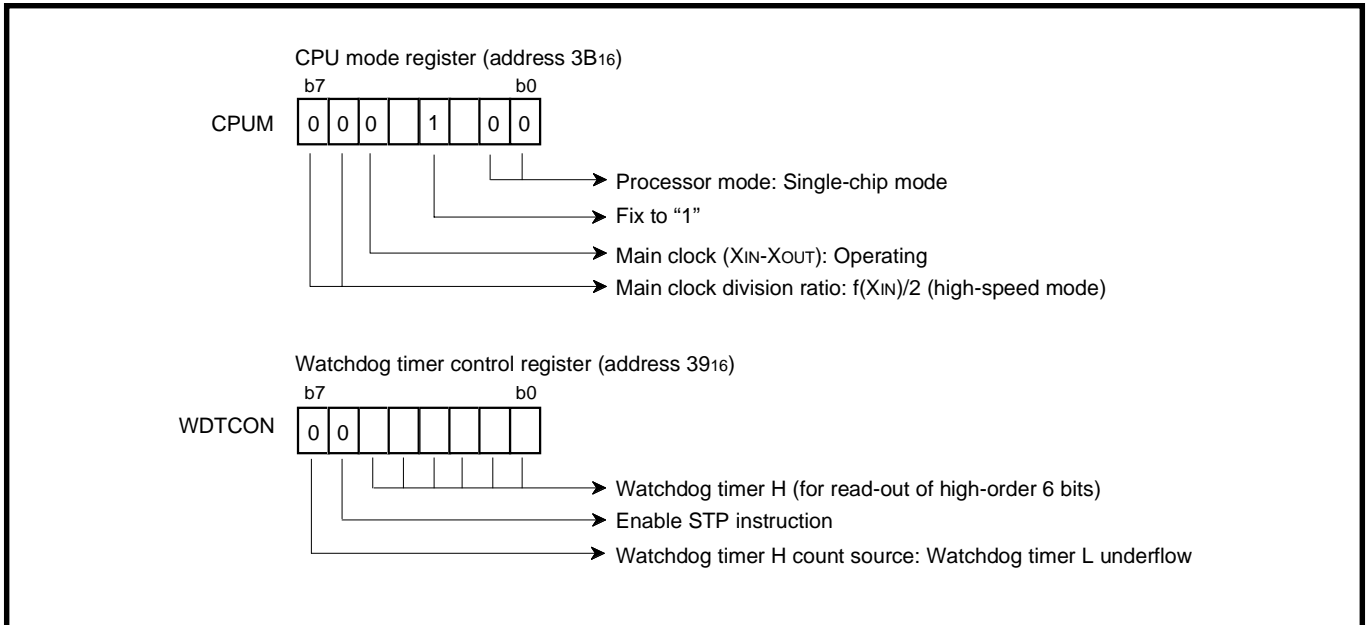 CPU mode register (address 3B16)
b7 b0
CPUM 0 0 0 1 0 0
Processor mode: Single-chip mode
Fix to “1”
Main clock (XIN-XOUT): Operating
Main clock division ratio: f(XIN)/2 (high-speed mode)
Watchdog timer control register (address 3916)
b7 b0
WDTCON 0 0
Watchdog timer H (for read-out of high-order 6 bits)
Enable STP instruction
Watchdog timer H count source: Watchdog timer L underflow